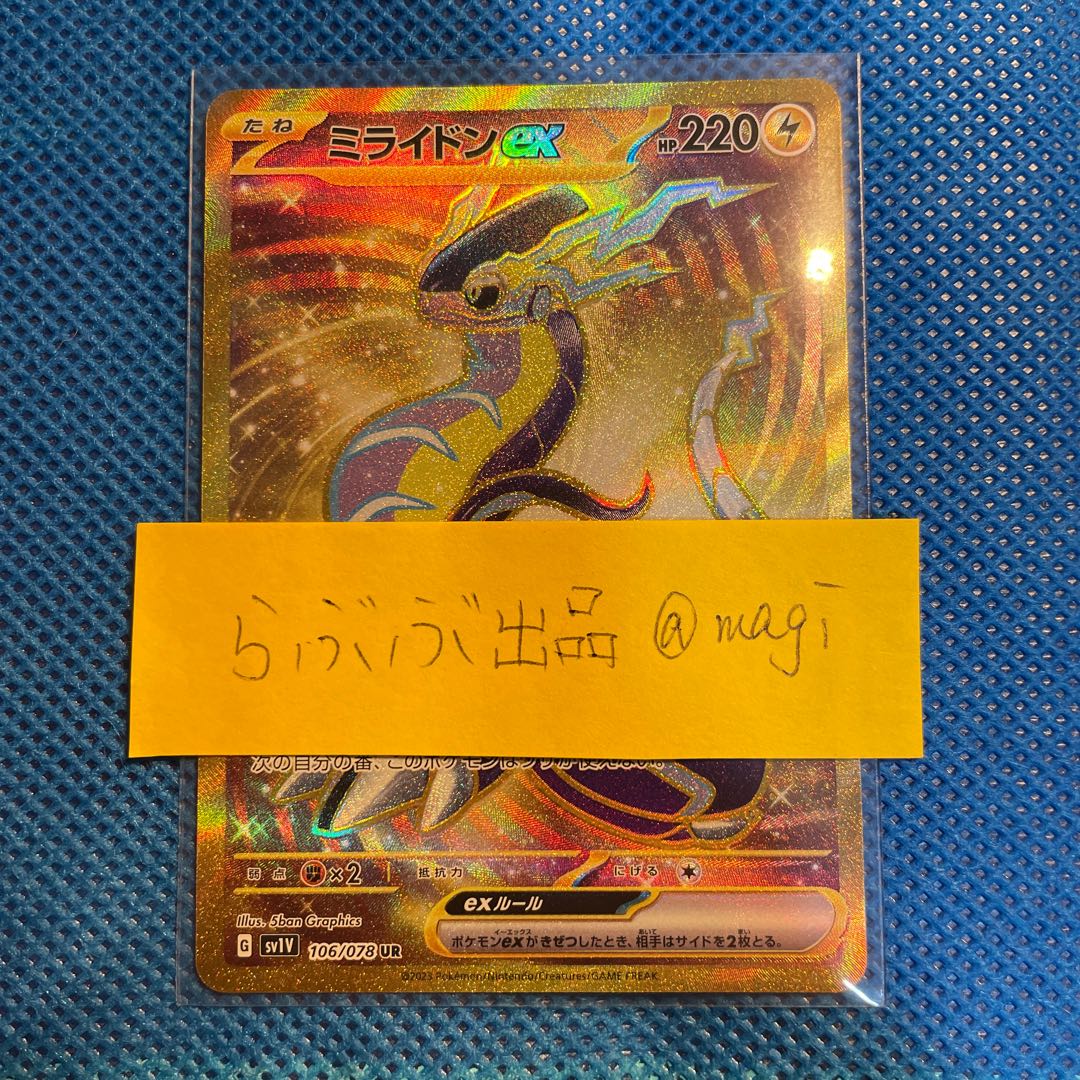 たね ミライドンex HP220
らぶいぶ出品 @magi
次の自分の番、このポケモンはワザが使えない。
弱点 ×2 抵抗力 にげる
exルール
ポケモンexがきぜつしたとき、相手はサイドを2枚とる。
Illus. 5ban Graphics
G sv1V 106/078 UR
©2023 Pokémon/Nintendo/Creatures/GAME FREAK